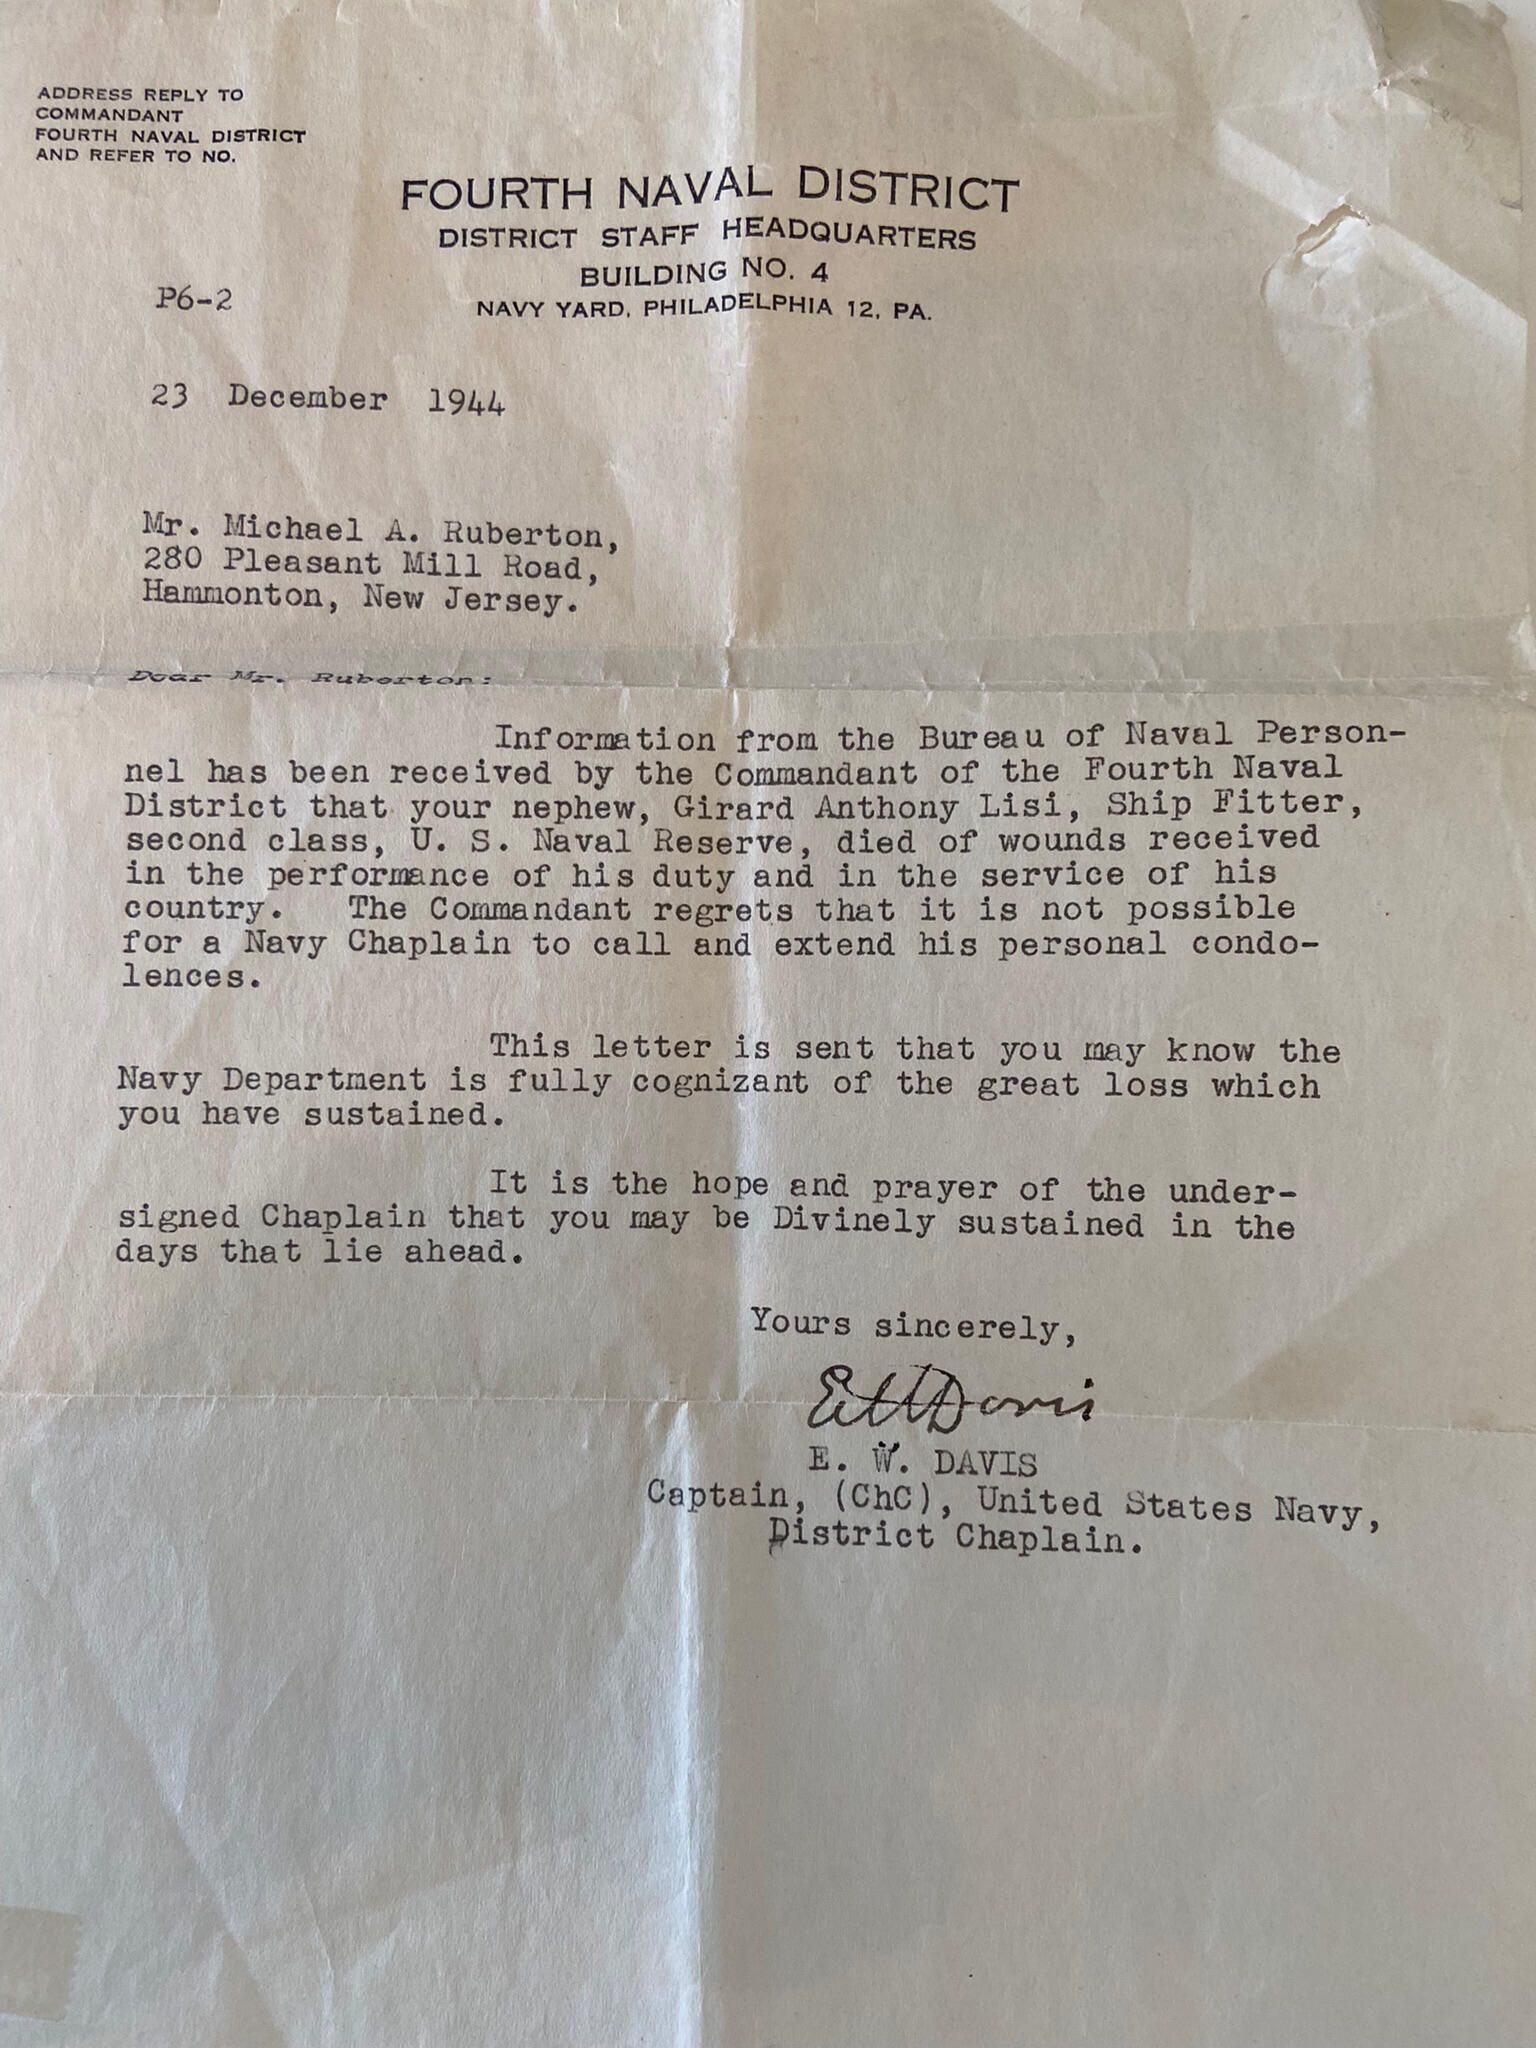 ADDRESS REPLY TO
COMMANDANT
FOURTH NAVAL DISTRICT
AND REFER TO NO.
FOURTH NAVAL DISTRICT
DISTRICT STAFF HEADQUARTERS
BUILDING NO. 4
NAVY YARD, PHILADELPHIA 12, PA.
P6-2
23 December 1944
Mr. Michael A. Ruberton,
280 Pleasant Mill Road,
Hammonton, New Jersey.
Dear Mr. Ruberton:
Information from the Bureau of Naval Person-
nel has been received by the Commandant of the Fourth Naval
District that your nephew, Girard Anthony Lisi, Ship Fitter,
second class, U. S. Naval Reserve, died of wounds received
in the performance of his duty and in the service of his
country. The Commandant regrets that it is not possible
for a Navy Chaplain to call and extend his personal condo-
lences.
This letter is sent that you may know the
Navy Department is fully cognizant of the great loss which
you have sustained.
It is the hope and prayer of the under-
signed Chaplain that you may be Divinely sustained in the
days that lie ahead.
Yours sincerely,
E W Davis
E. W. DAVIS
Captain, (ChC), United States Navy,
District Chaplain.